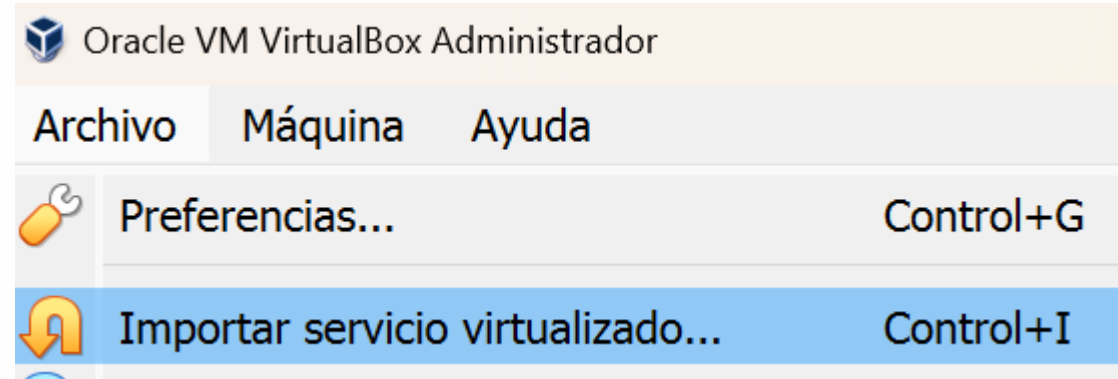 Oracle VM VirtualBox Administrador
Archivo Máquina Ayuda
Preferencias... Control+G
Importar servicio virtualizado... Control+I